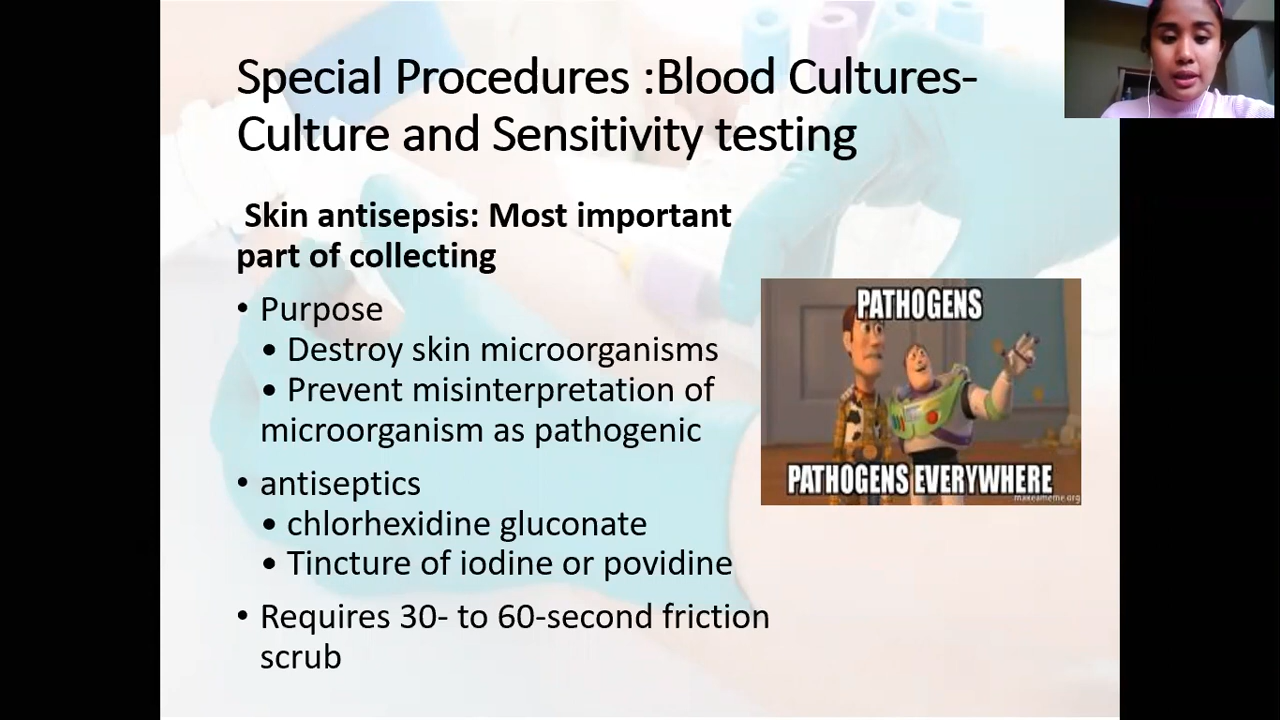 Special Procedures :Blood Cultures-
Culture and Sensitivity testing
Skin antisepsis: Most important
part of collecting
• Purpose
• Destroy skin microorganisms
• Prevent misinterpretation of
microorganism as pathogenic
• antiseptics
• chlorhexidine gluconate
• Tincture of iodine or povidine
• Requires 30- to 60-second friction
scrub
PATHOGENS
PATHOGENS EVERYWHERE
makeameme.org